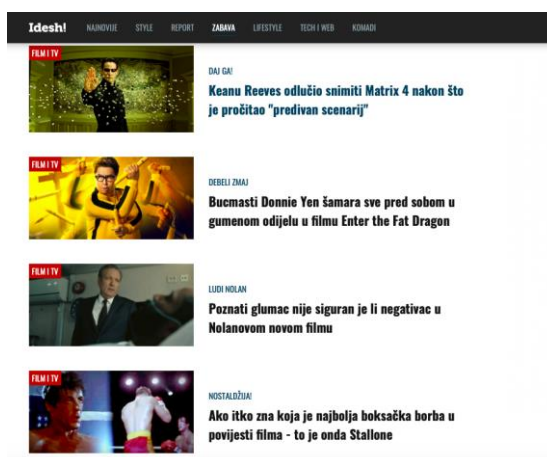 Idesh! NAJNOVIJE STYLE REPORT ZABAVA LIFESTYLE TECH I WEB KOMADI
FILM I TV
DAJ GA!
Keanu Reeves odlučio snimiti Matrix 4 nakon što
je pročitao "predivan scenarij"
FILM I TV
DEBELI ZMAJ
Bucmasti Donnie Yen šamara sve pred sobom u
gumenom odijelu u filmu Enter the Fat Dragon
FILM I TV
LUDI NOLAN
Poznati glumac nije siguran je li negativac u
Nolanovom novom filmu
FILM I TV
NOSTALDŽIJA!
Ako itko zna koja je najbolja boksačka borba u
povijesti filma - to je onda Stallone